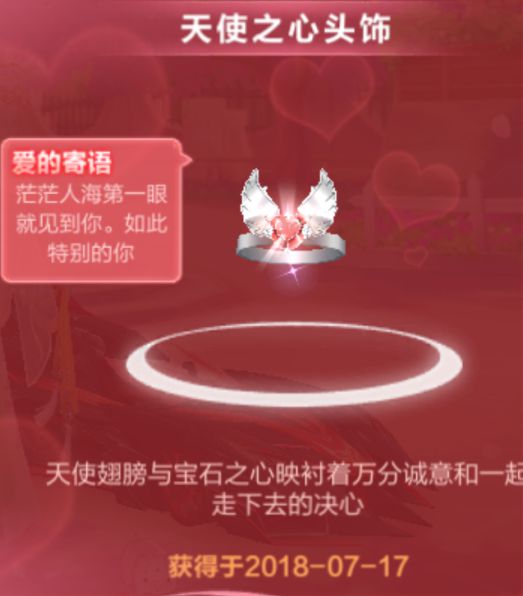 天使之心头饰
爱的寄语
茫茫人海第一眼
就见到你。如此
特别的你
天使翅膀与宝石之心映衬着万分诚意和一起
走下去的决心
获得于2018-07-17